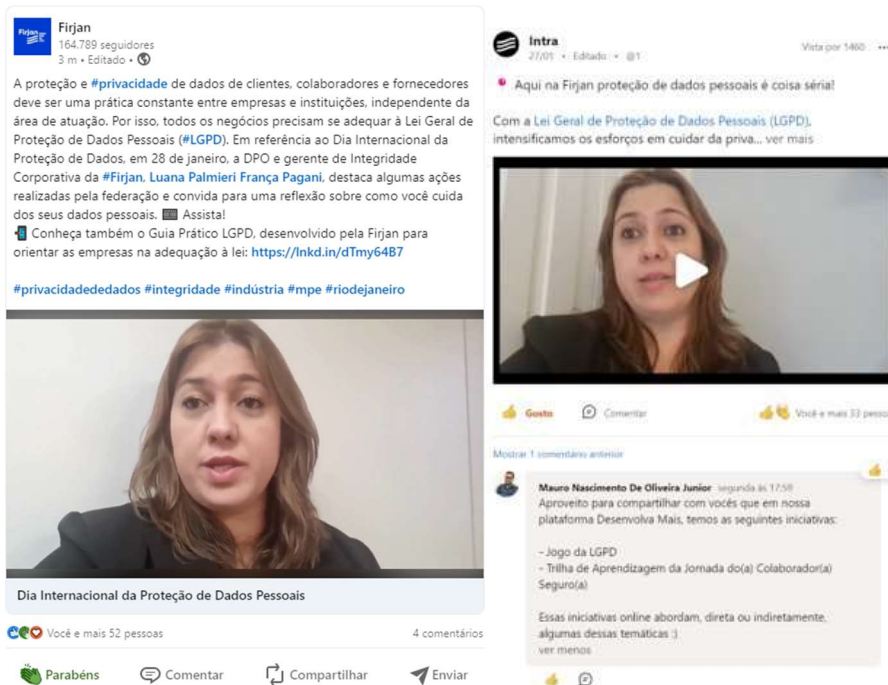 Firjan
Firjan
164.789 seguidores
3 m • Editado •
A proteção e #privacidade de dados de clientes, colaboradores e fornecedores
deve ser uma prática constante entre empresas e instituições, independente da
área de atuação. Por isso, todos os negócios precisam se adequar à Lei Geral de
Proteção de Dados Pessoais (#LGPD). Em referência ao Dia Internacional da
Proteção de Dados, em 28 de janeiro, a DPO e gerente de Integridade
Corporativa da #Firjan, Luana Palmieri França Pagani, destaca algumas ações
realizadas pela federação e convida para uma reflexão sobre como você cuida
dos seus dados pessoais. Assista!
Conheça também o Guia Prático LGPD, desenvolvido pela Firjan para
orientar as empresas na adequação à lei: https://lnkd.in/dTmy64B7
#privacidadededados #integridade #indústria #mpe #riodejaneiro
Dia Internacional da Proteção de Dados Pessoais
Você e mais 52 pessoas
4 comentários
Parabéns
Comentar
Compartilhar
Enviar
Intra
27/01 • Editado • @1
Vista por 1460
Aqui na Firjan proteção de dados pessoais é coisa séria!
Com a Lei Geral de Proteção de Dados Pessoais (LGPD),
intensificamos os esforços em cuidar da priva... ver mais
Gosto
Comentar
Você e mais 33 pesso
Mostrar 1 comentário anterior
Mauro Nascimento De Oliveira Junior segunda às 17:59
Aproveito para compartilhar com vocês que em nossa
plataforma Desenvolva Mais, temos as seguintes iniciativas:
- Jogo da LGPD
- Trilha de Aprendizagem da Jornada do(a) Colaborador(a)
Seguro(a)
Essas iniciativas online abordam, direta ou indiretamente,
algumas dessas temáticas :)
ver menos